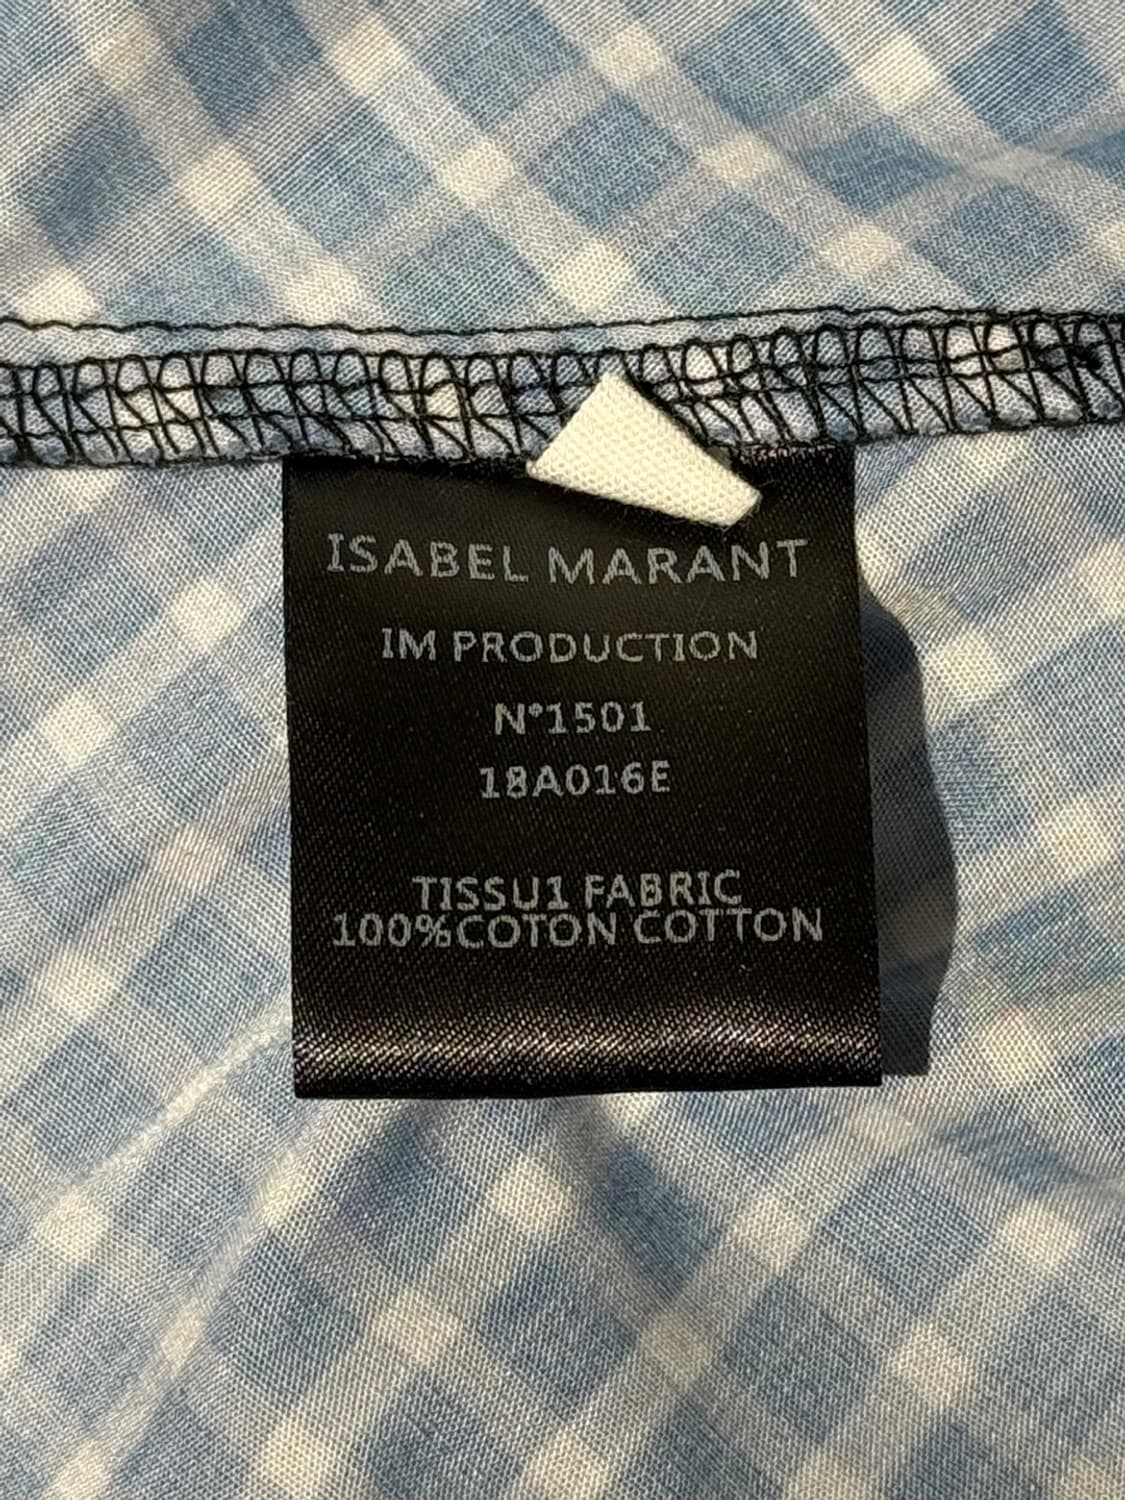 ISABEL MARANT
IM PRODUCTION
N°1501
18A016E
TISSU1 FABRIC
100%COTON COTTON